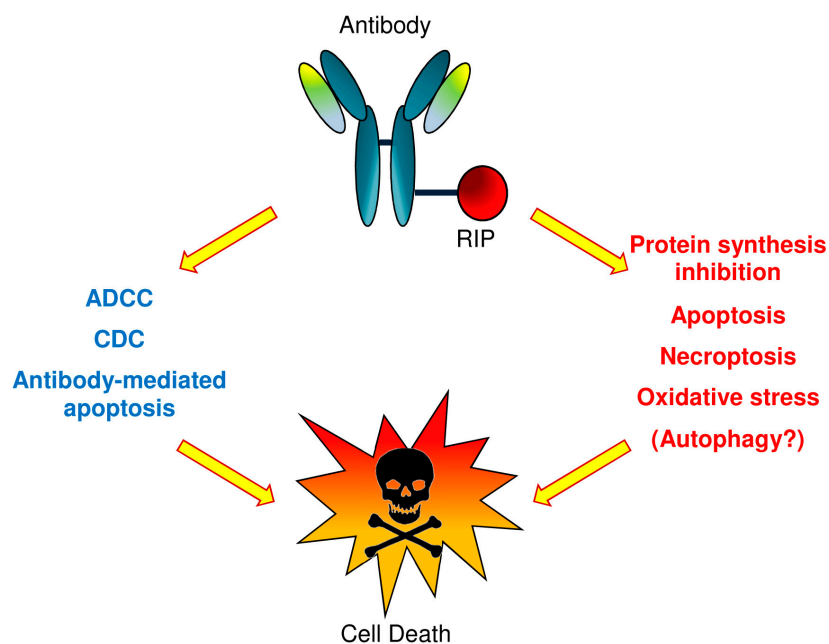 Antibody
RIP
ADCC
CDC
Antibody-mediated
apoptosis
Protein synthesis
inhibition
Apoptosis
Necroptosis
Oxidative stress
(Autophagy?)
Cell Death